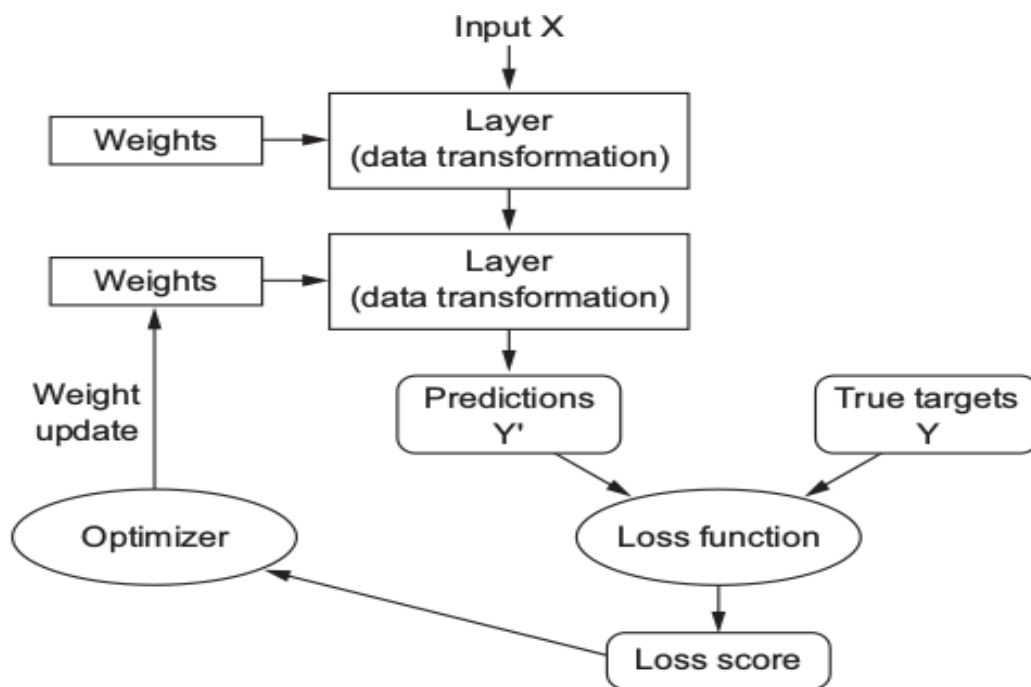 Input X
Weights
Layer
(data transformation)
Weights
Layer
(data transformation)
Weight
update
Predictions
Y'
True targets
Y
Optimizer
Loss function
Loss score